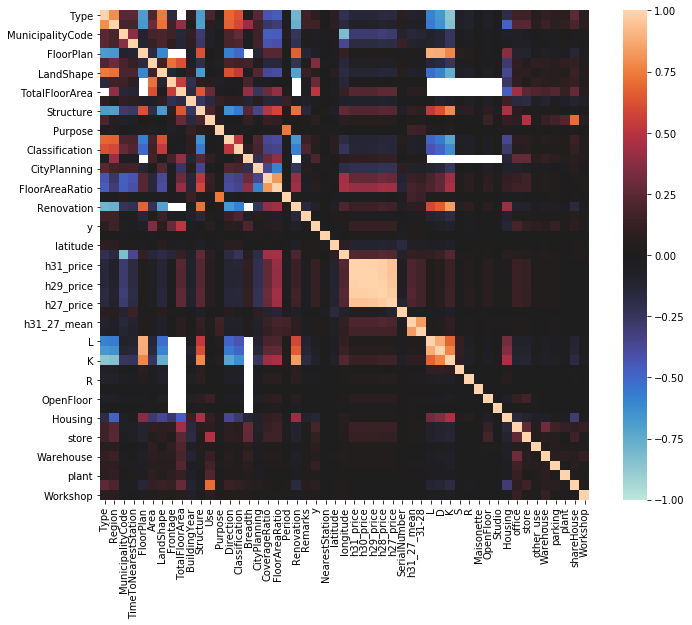 Type
MunicipalityCode
FloorPlan
LandShape
TotalFloorArea
Structure
Purpose
Classification
CityPlanning
FloorAreaRatio
Renovation
y
latitude
h31_price
h29_price
h27_price
h31_27_mean
L
K
R
OpenFloor
Housing
store
Warehouse
plant
Workshop
1.00
0.75
0.50
0.25
0.00
−0.25
−0.50
−0.75
−1.00
Type
Region
MunicipalityCode
TimeToNearestStation
FloorPlan
Area
LandShape
Frontage
TotalFloorArea
BuildingYear
Structure
Use
Purpose
Direction
Classification
Breadth
CityPlanning
CoverageRatio
FloorAreaRatio
Period
Renovation
Remarks
y
NearestStation
latitude
longitude
h31_price
h30_price
h29_price
h28_price
h27_price
SerialNumber
h31_27_mean
31-28
L
D
K
S
R
Maisonette
OpenFloor
Studio
Housing
office
store
other_use
Warehouse
parking
plant
shareHouse
Workshop